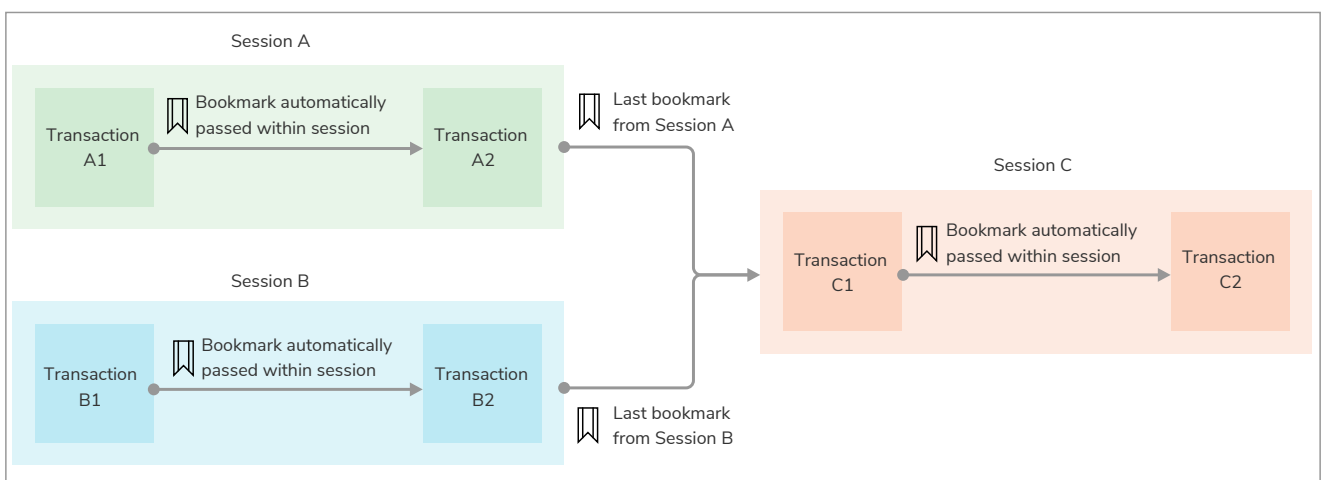 Session A
Transaction
A1
Bookmark automatically
passed within session
Transaction
A2
Last bookmark
from Session A
Session B
Transaction
B1
Bookmark automatically
passed within session
Transaction
B2
Last bookmark
from Session B
Session C
Transaction
C1
Bookmark automatically
passed within session
Transaction
C2